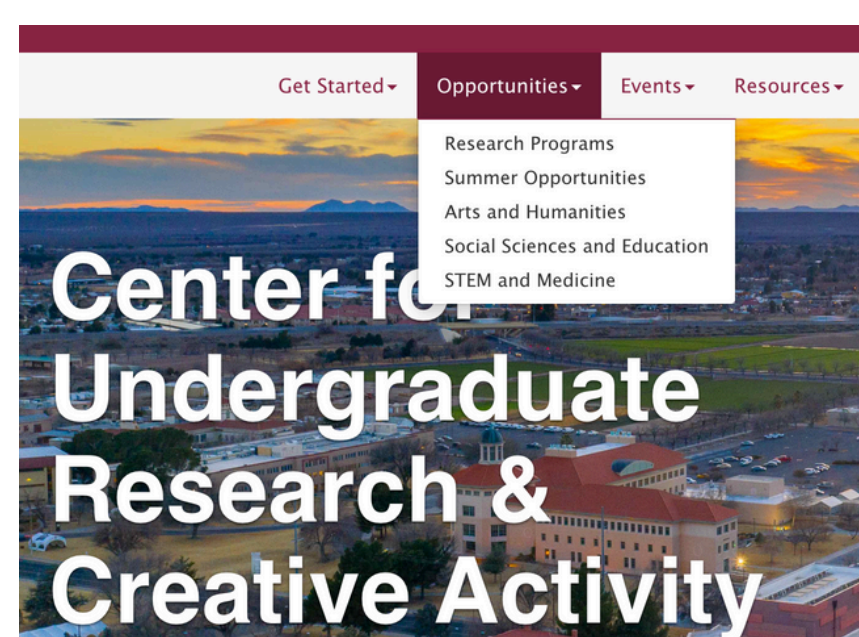 Get Started Opportunities Events Resources
Research Programs
Summer Opportunities
Arts and Humanities
Social Sciences and Education
STEM and Medicine
Center for
Undergraduate
Research &
Creative Activity